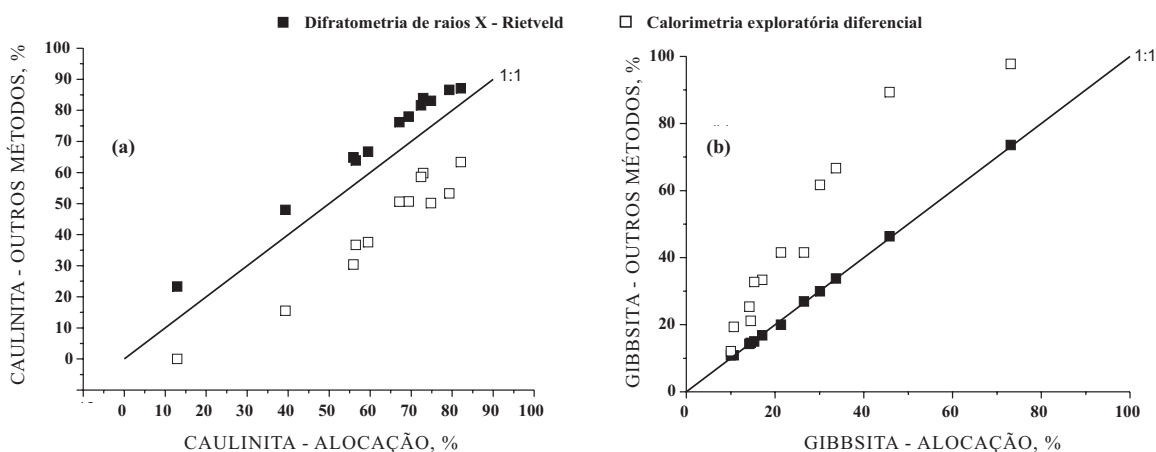 ■ Difratometria de raios X - Rietveld □ Calorimetria exploratória diferencial
CAULINITA - OUTROS MÉTODOS, %
100
90
80
70
60
50
40
30
20
10
0
(a)
1:1
0 10 20 30 40 50 60 70 80 90 100
CAULINITA - ALOCAÇÃO, %
GIBBSITA - OUTROS MÉTODOS, %
100
80
60
40
20
0
(b)
1:1
0 20 40 60 80 100
GIBBSITA - ALOCAÇÃO, %